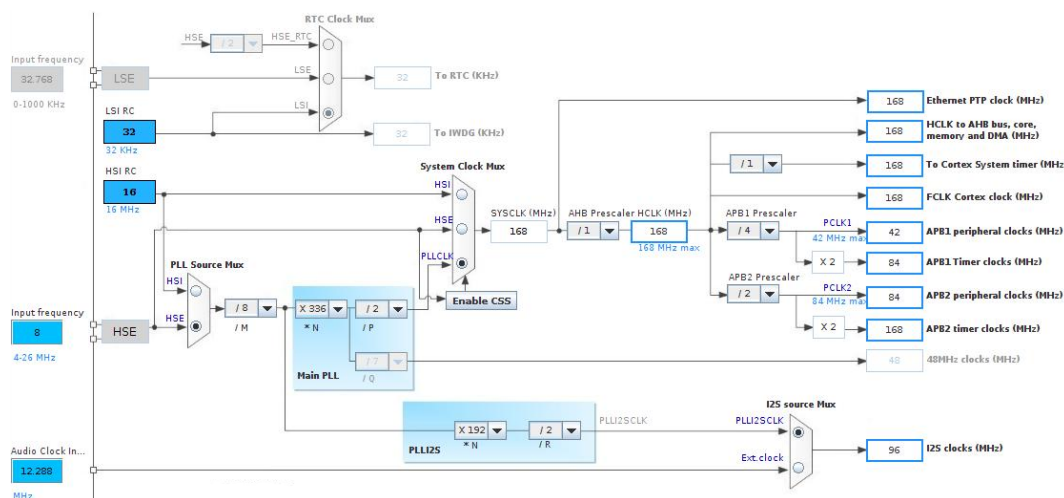 RTC Clock Mux
HSE
/ 2
HSE_RTC
Input frequency
32.768
0-1000 KHz
LSE
LSE
32
To RTC (KHz)
LSI RC
LSI
32
32 KHz
32
To IWDG (KHz)
HSI RC
16
16 MHz
System Clock Mux
HSI
HSE
PLLCLK
SYSCLK (MHz)
168
AHB Prescaler
/ 1
HCLK (MHz)
168
168 MHz max
Enable CSS
168
Ethernet PTP clock (MHz)
168
HCLK to AHB bus, core,
memory and DMA (MHz)
/ 1
168
To Cortex System timer (MHz
168
FCLK Cortex clock (MHz)
APB1 Prescaler
/ 4
PCLK1
42 MHz max
42
APB1 peripheral clocks (MHz)
X 2
84
APB1 Timer clocks (MHz)
APB2 Prescaler
/ 2
PCLK2
84 MHz max
84
APB2 peripheral clocks (MHz)
X 2
168
APB2 timer clocks (MHz)
48
48MHz clocks (MHz)
PLL Source Mux
HSI
HSE
Input frequency
8
4-26 MHz
HSE
/ 8
/ M
X 336
* N
/ 2
/ P
/ 7
/ Q
Main PLL
X 192
* N
/ 2
/ R
PLLI2S
PLLI2SCLK
I2S source Mux
PLLI2SCLK
Ext.clock
96
I2S clocks (MHz)
Audio Clock In...
12.288
MHz